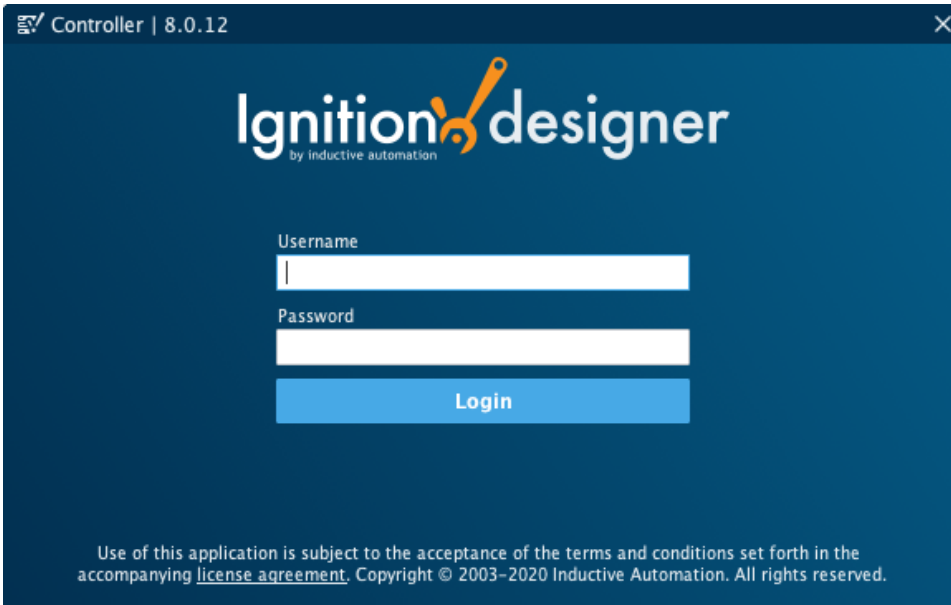 Controller | 8.0.12
Ignition designer
by inductive automation
Username
Password
Login
Use of this application is subject to the acceptance of the terms and conditions set forth in the
accompanying license agreement. Copyright © 2003-2020 Inductive Automation. All rights reserved.